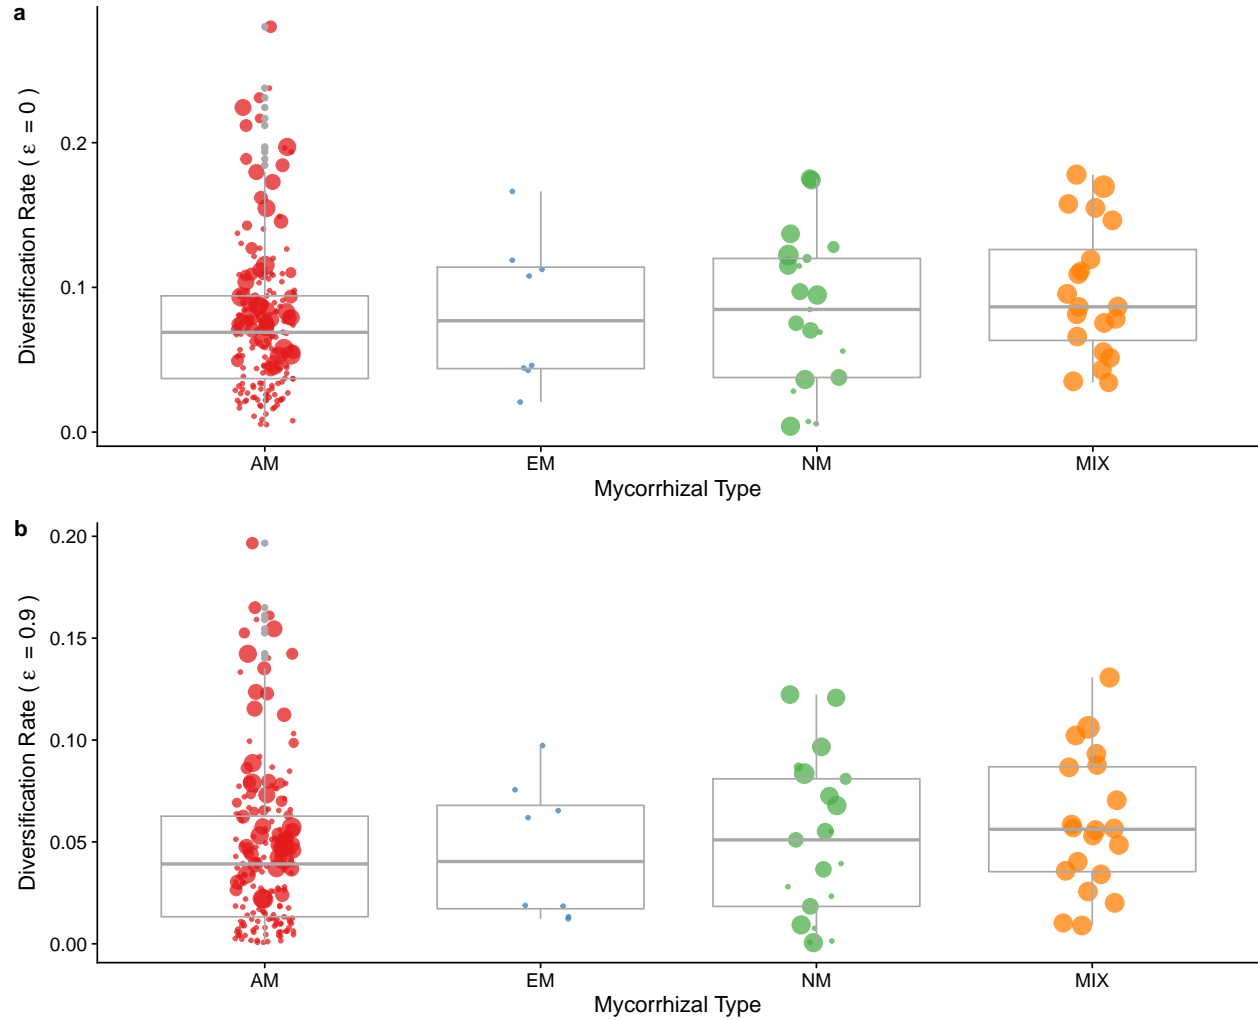 a
Diversification Rate ( ε = 0 )
0.2
0.1
0.0
AM EM NM MIX
Mycorrhizal Type
b
Diversification Rate ( ε = 0.9 )
0.20
0.15
0.10
0.05
0.00
AM EM NM MIX
Mycorrhizal Type